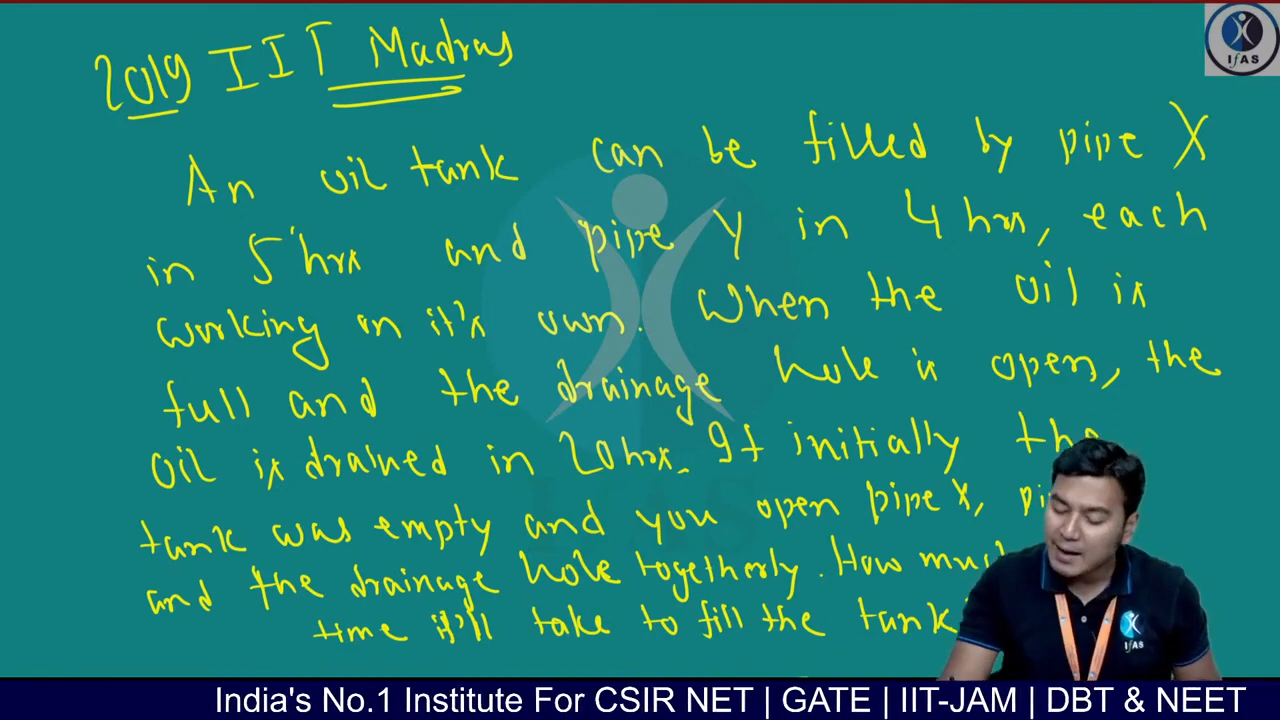 2019 IIT Madras
IfAS
An oil tank can be filled by pipe X
in 5 hrs and pipe Y in 4 hrs, each
working on it's own. When the oil is
full and the drainage hole is open, the
oil is drained in 20 hrs. If initially the
tank was empty and you open pipe X,
and the drainage hole togetherly. How much
time it'll take to fill the tank
IfAS
IFAS
India's No.1 Institute For CSIR NET | GATE | IIT-JAM | DBT & NEET